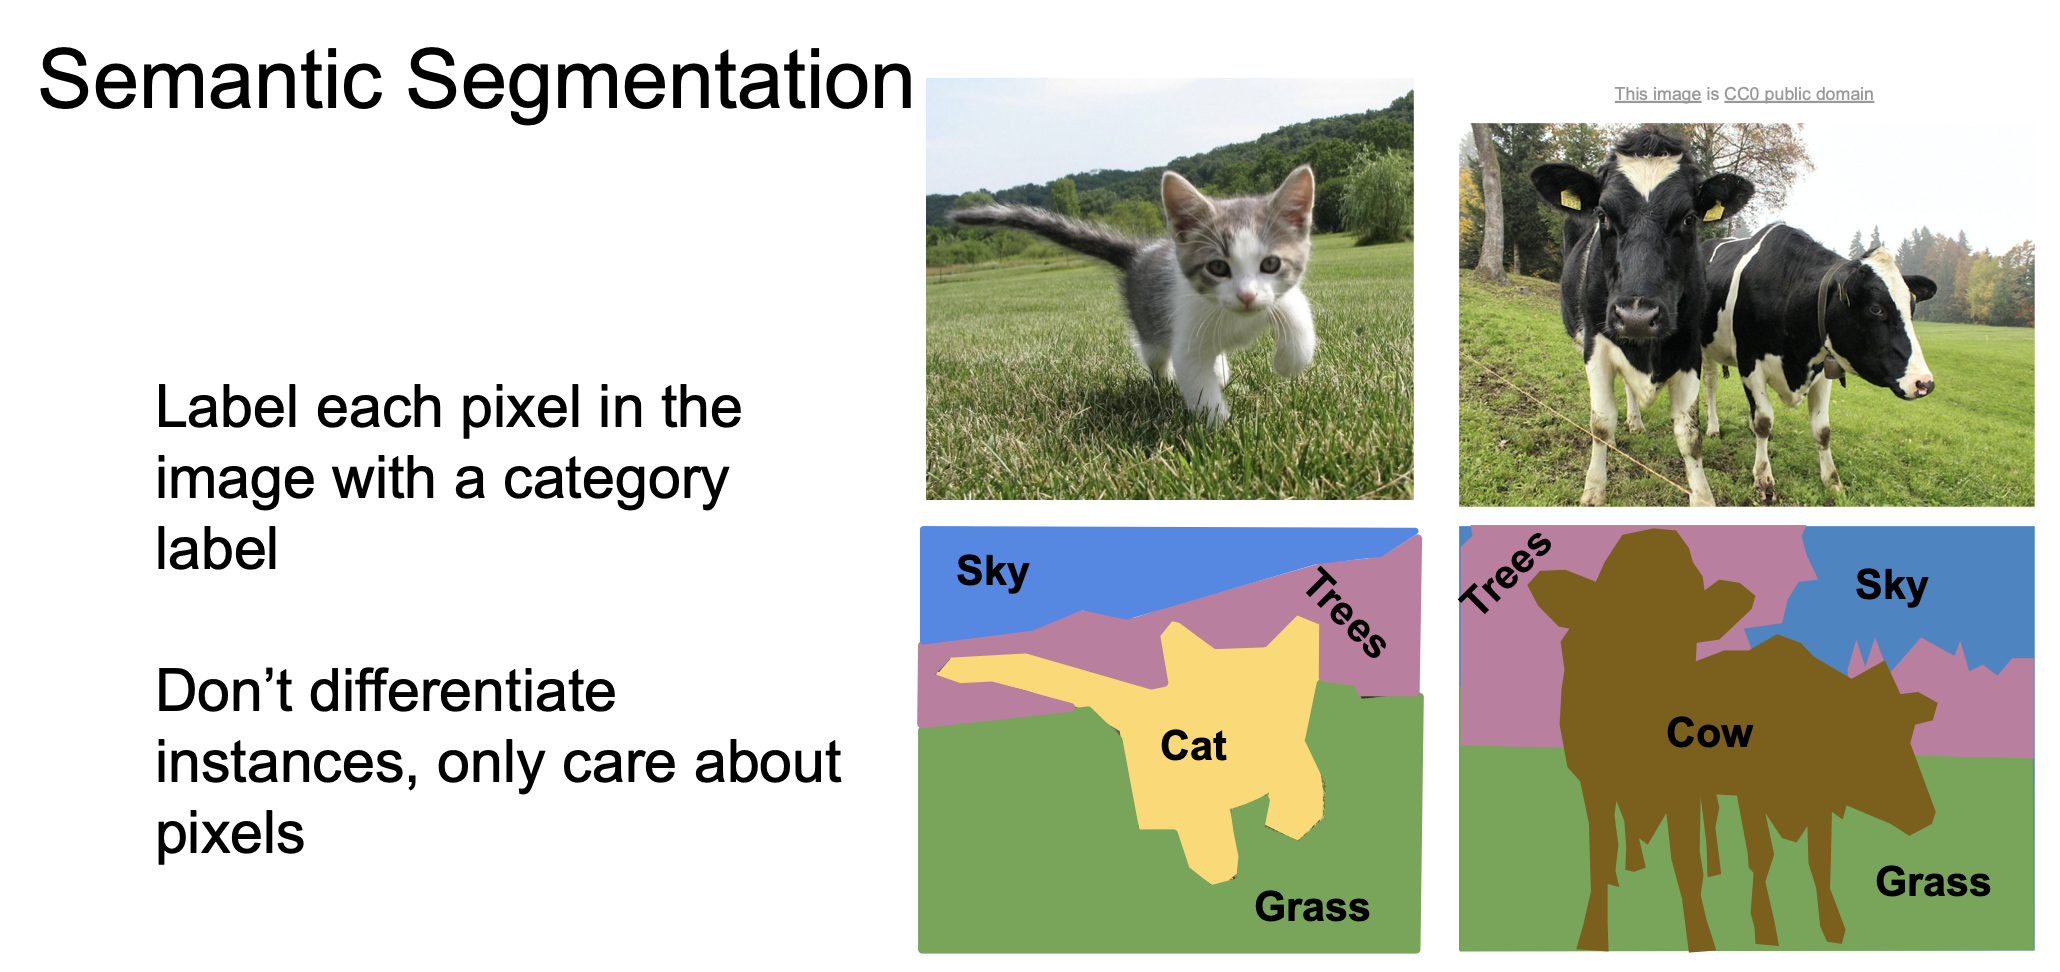 Semantic Segmentation
This image is CC0 public domain
Label each pixel in the
image with a category
label
Don’t differentiate
instances, only care about
pixels
Sky
Trees
Cat
Grass
Trees
Sky
Cow
Grass